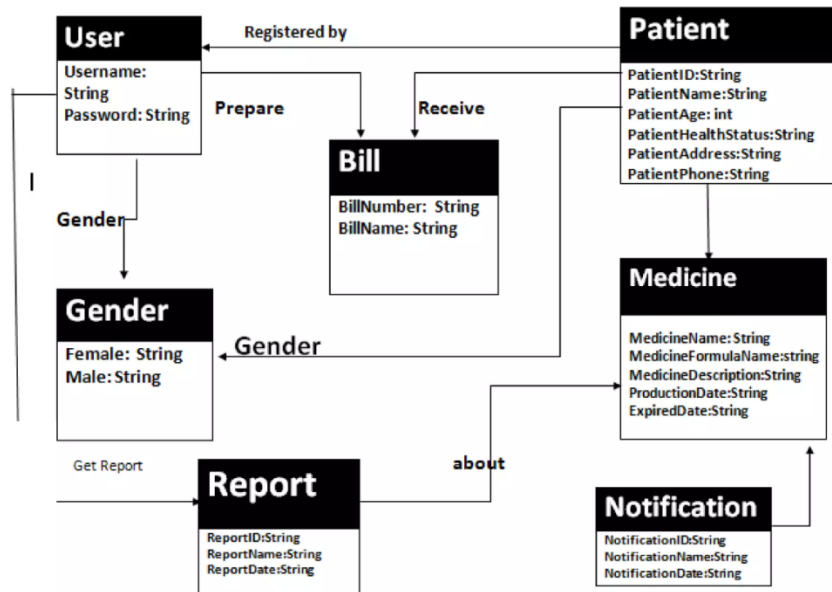 User
Username:
String
Password: String
Registered by
Patient
PatientID:String
PatientName:String
PatientAge: int
PatientHealthStatus:String
PatientAddress:String
PatientPhone:String
Prepare
Receive
Bill
BillNumber: String
BillName: String
Gender
Gender
Female: String
Male: String
Gender
Medicine
MedicineName: String
MedicineFormulaName:string
MedicineDescription:String
ProductionDate:String
ExpiredDate:String
Get Report
about
Report
ReportID:String
ReportName:String
ReportDate:String
Notification
NotificationID:String
NotificationName:String
NotificationDate:String